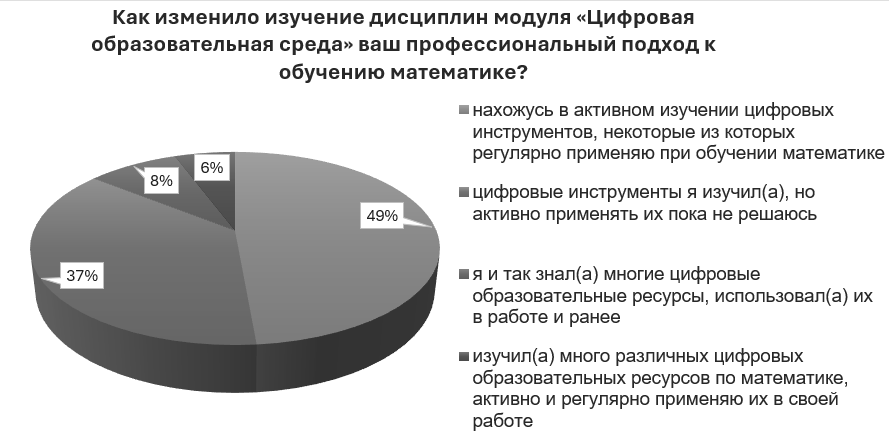 Как изменило изучение дисциплин модуля «Цифровая
образовательная среда» ваш профессиональный подход к
обучению математике?
49%
37%
8%
6%
нахожусь в активном изучении цифровых
инструментов, некоторые из которых
регулярно применяю при обучении математике
цифровые инструменты я изучил(а), но
активно применять их пока не решаюсь
я и так знал(а) многие цифровые
образовательные ресурсы, использовал(а) их
в работе и ранее
изучил(а) много различных цифровых
образовательных ресурсов по математике,
активно и регулярно применяю их в своей
работе